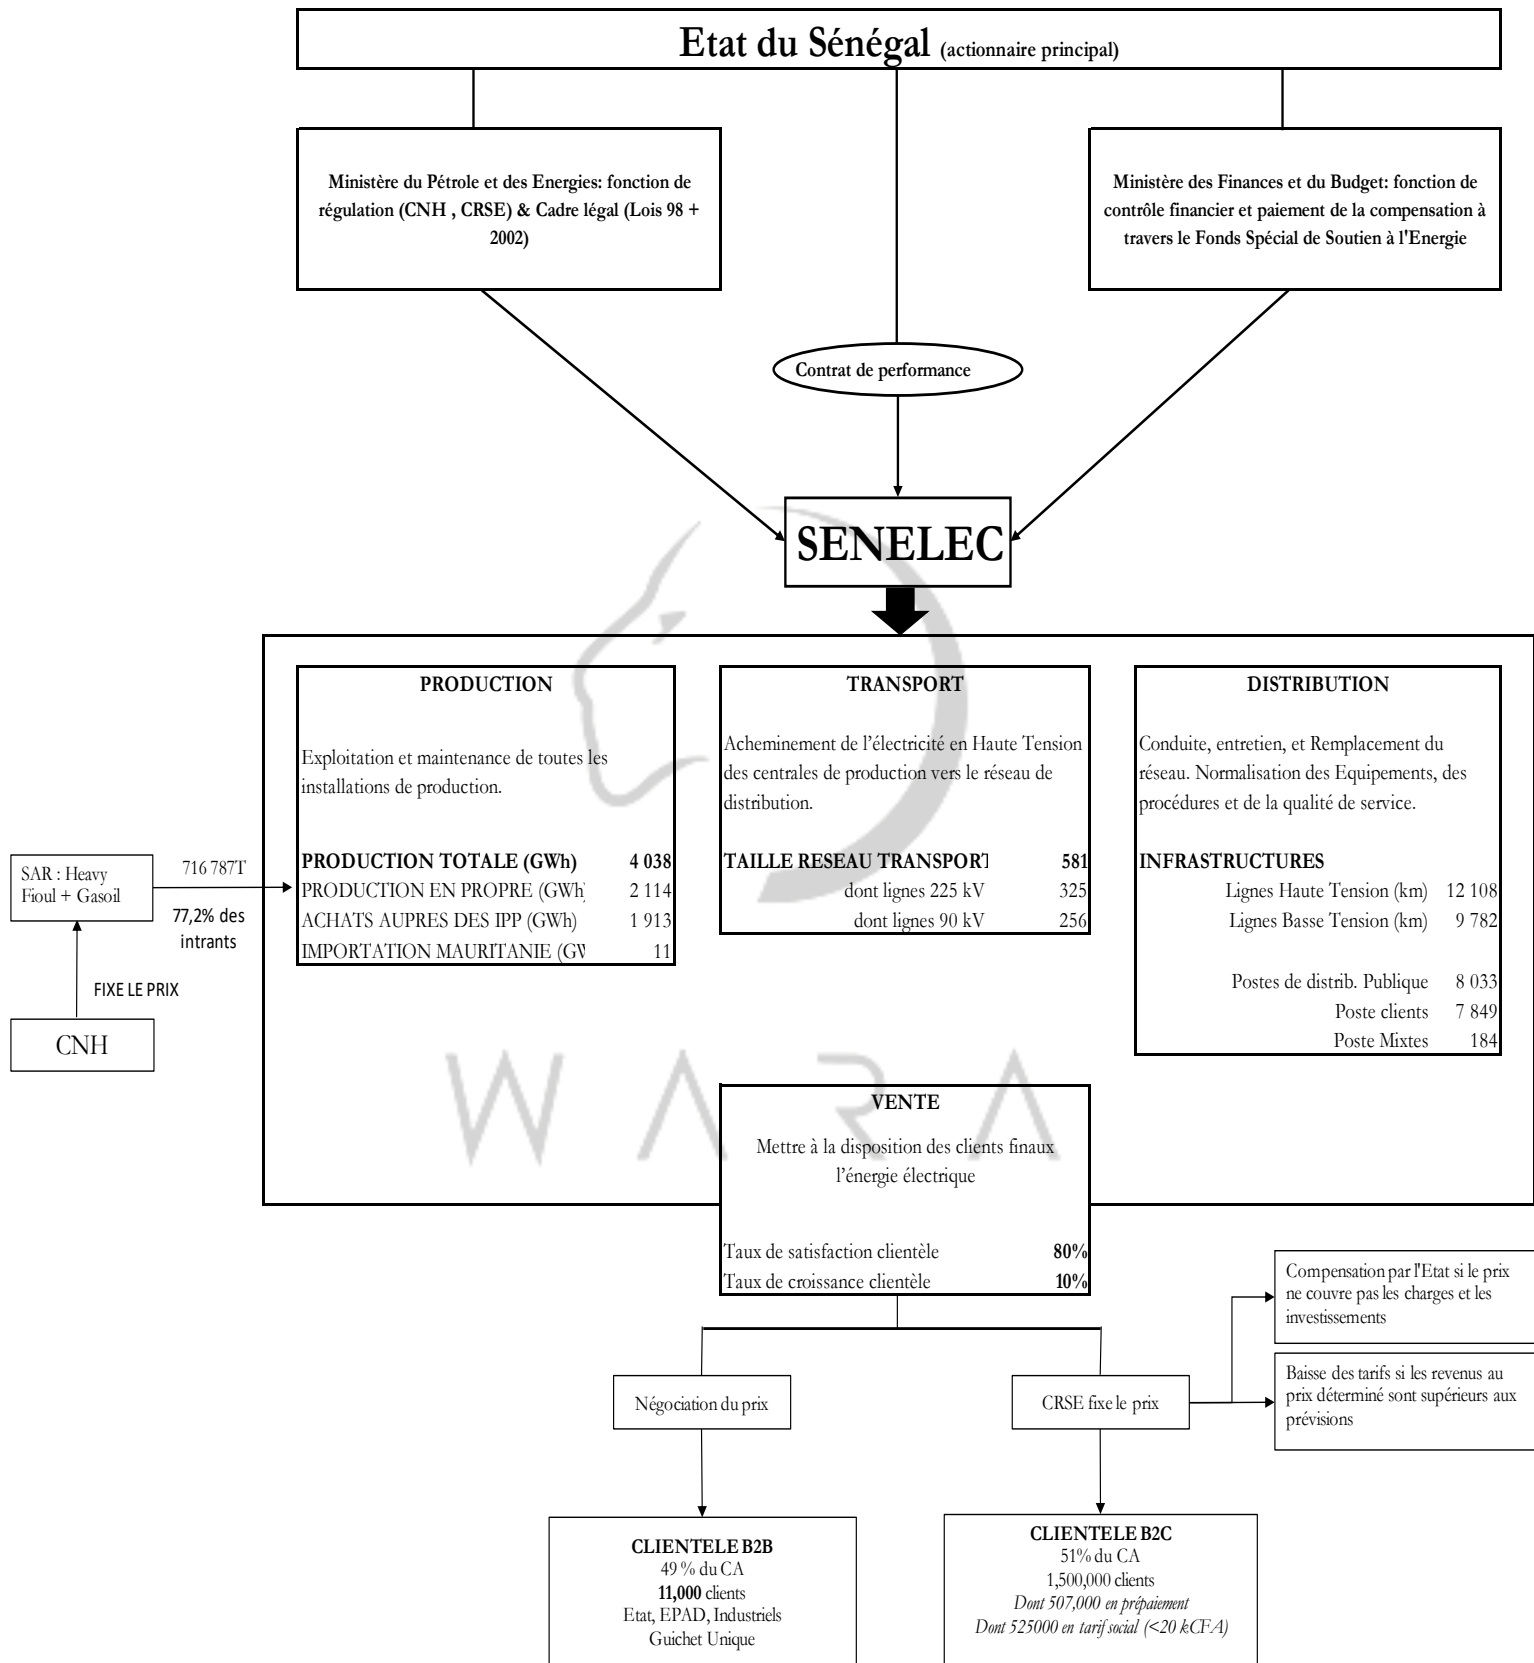 Etat du Sénégal (actionnaire principal)
Ministère du Pétrole et des Energies: fonction de
régulation (CNH , CRSE) & Cadre légal (Lois 98 +
2002)
Ministère des Finances et du Budget: fonction de
contrôle financier et paiement de la compensation à
travers le Fonds Spécial de Soutien à l'Energie
Contrat de performance
SENELEC
PRODUCTION
Exploitation et maintenance de toutes les
installations de production.
PRODUCTION TOTALE (GWh) 4 038
PRODUCTION EN PROPRE (GWh) 2 114
ACHATS AUPRES DES IPP (GWh) 1 913
IMPORTATION MAURITANIE (GW 11
TRANSPORT
Acheminement de l'électricité en Haute Tension
des centrales de production vers le réseau de
distribution.
TAILLE RESEAU TRANSPORT 581
dont lignes 225 kV 325
dont lignes 90 kV 256
DISTRIBUTION
Conduite, entretien, et Remplacement du
réseau. Normalisation des Equipements, des
procédures et de la qualité de service.
INFRASTRUCTURES
Lignes Haute Tension (km) 12 108
Lignes Basse Tension (km) 9 782
Postes de distrib. Publique 8 033
Poste clients 7 849
Poste Mixtes 184
SAR : Heavy
Fioul + Gasoil
716 787T
77,2% des
intrants
FIXE LE PRIX
CNH
WARA
VENTE
Mettre à la disposition des clients finaux
l'énergie électrique
Taux de satisfaction clientèle 80%
Taux de croissance clientèle 10%
Compensation par l'Etat si le prix
ne couvre pas les charges et les
investissements
Baisse des tarifs si les revenus au
prix déterminé sont supérieurs aux
prévisions
Négociation du prix
CRSE fixe le prix
CLIENTELE B2B
49 % du CA
11,000 clients
Etat, EPAD, Industriels
Guichet Unique
CLIENTELE B2C
51% du CA
1,500,000 clients
Dont 507,000 en prépaiement
Dont 525000 en tarif social (<20 kCFA)